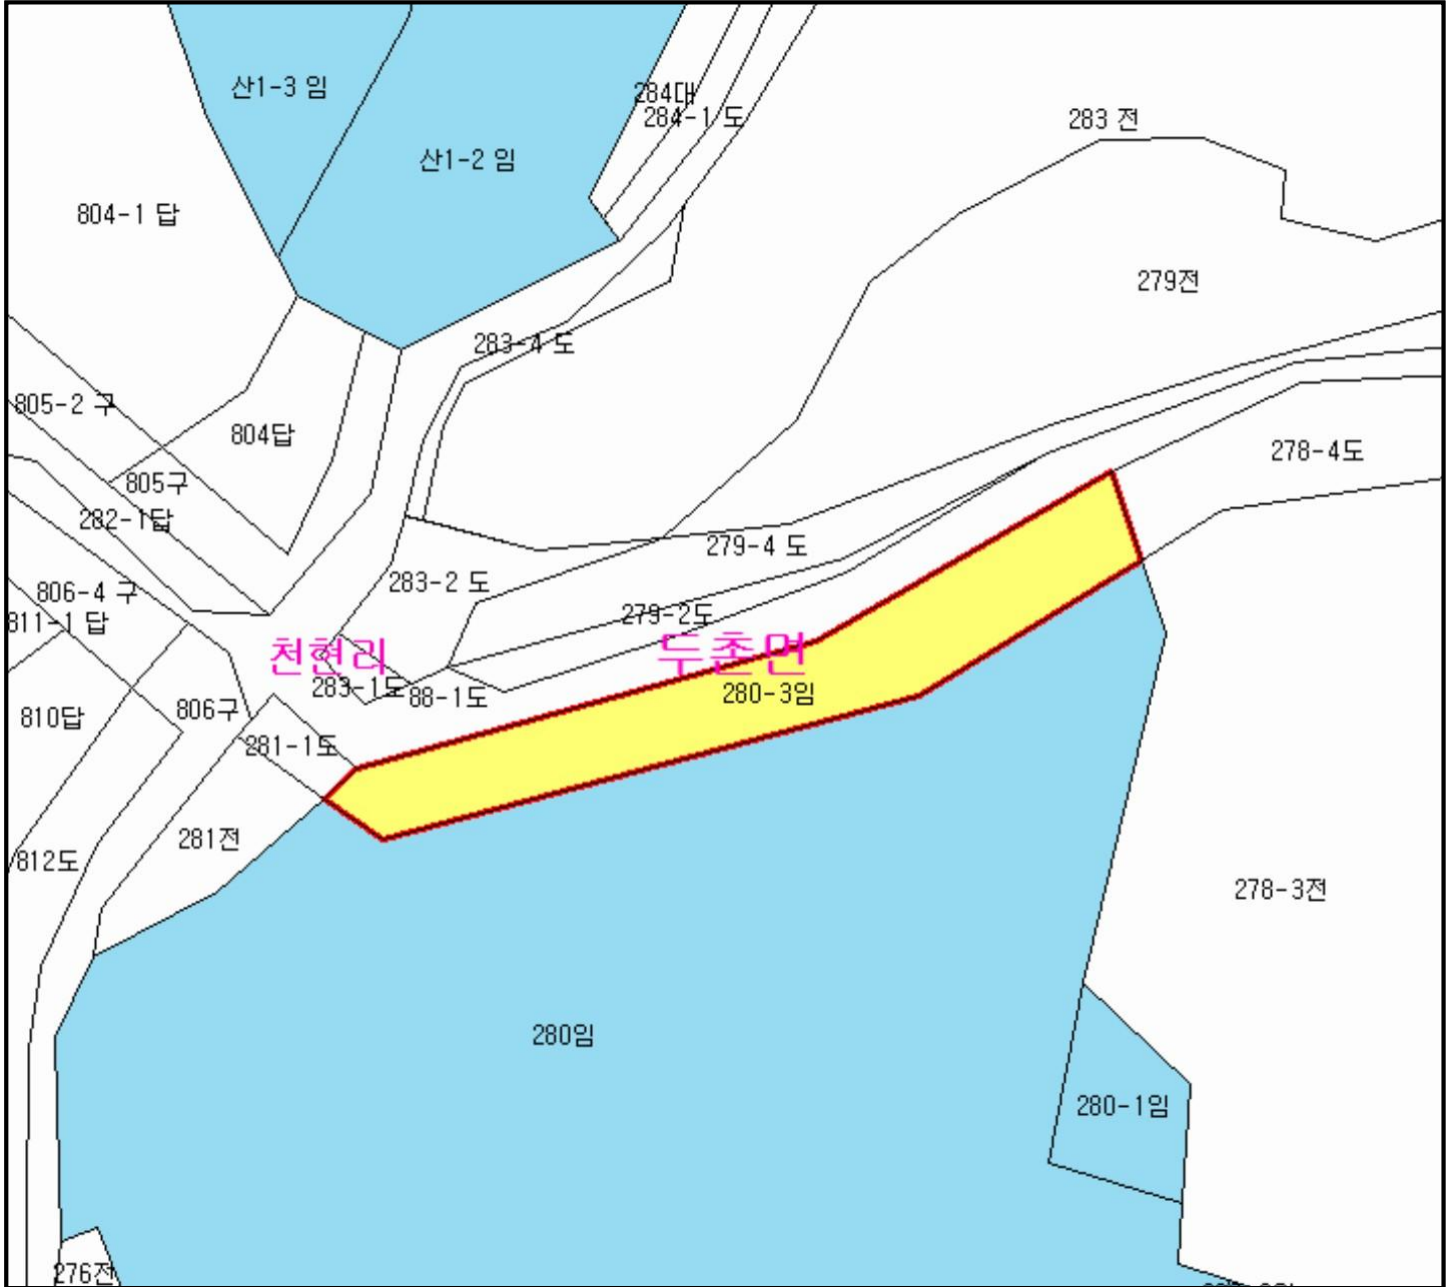 산1-3 임
284대
284-1 도
283 전
산1-2 임
804-1 답
279전
283-4 도
805-2 구
804답
278-4도
805구
282-1답
279-4 도
283-2 도
806-4 구
811-1 답
279-2도
천현리
두촌면
283-1도
88-1도
280-3임
810답
806구
281-1도
281전
812도
278-3전
280임
280-1임
276전